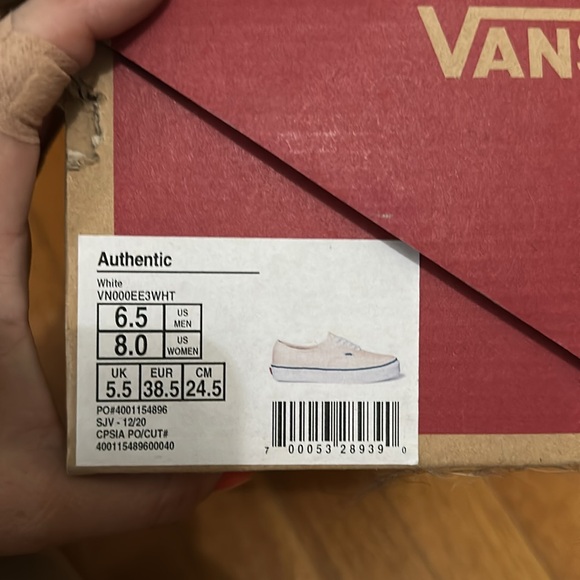 VANS
Authentic
White
VN000EE3WHT
6.5 US MEN
8.0 US WOMEN
UK EUR CM
5.5 38.5 24.5
PO#4001154896
SJV - 12/20
CPSIA PO/CUT#
400115489600040
7 00053 28939 0